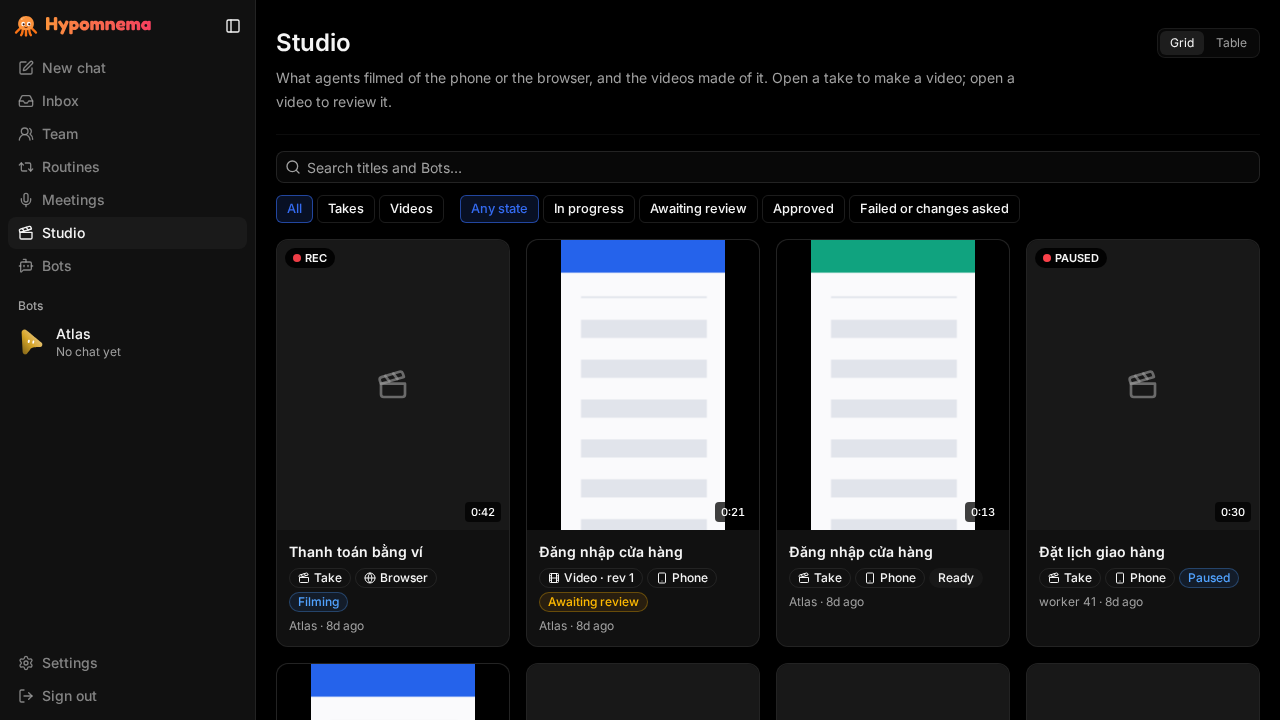 Hypomnema
New chat
Inbox
Team
Routines
Meetings
Studio
Bots
Bots
Atlas
No chat yet
Settings
Sign out
Studio
Grid
Table
What agents filmed of the phone or the browser, and the videos made of it. Open a take to make a video; open a
video to review it.
Search titles and Bots...
All
Takes
Videos
Any state
In progress
Awaiting review
Approved
Failed or changes asked
REC
0:42
Thanh toán bằng ví
Take
Browser
Filming
Atlas · 8d ago
0:21
Đăng nhập cửa hàng
Video · rev 1
Phone
Awaiting review
Atlas · 8d ago
0:13
Đăng nhập cửa hàng
Take
Phone
Ready
Atlas · 8d ago
PAUSED
0:30
Đặt lịch giao hàng
Take
Phone
Paused
worker 41 · 8d ago